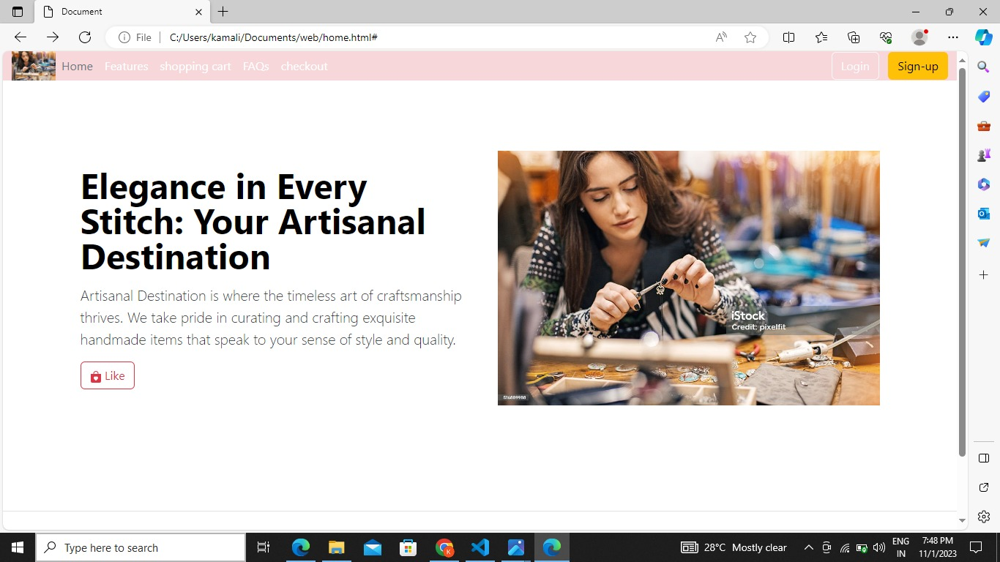 Document
File
C:/Users/kamali/Documents/web/home.html#
Home Features shopping cart FAQs checkout
Login Sign-up
Elegance in Every
Stitch: Your Artisanal
Destination
Artisanal Destination is where the timeless art of craftsmanship
thrives. We take pride in curating and crafting exquisite
handmade items that speak to your sense of style and quality.
Like
iStock
Credit: pixelfit
516889988
Type here to search
K
28°C Mostly clear
ENG
IN
7:48 PM
11/1/2023